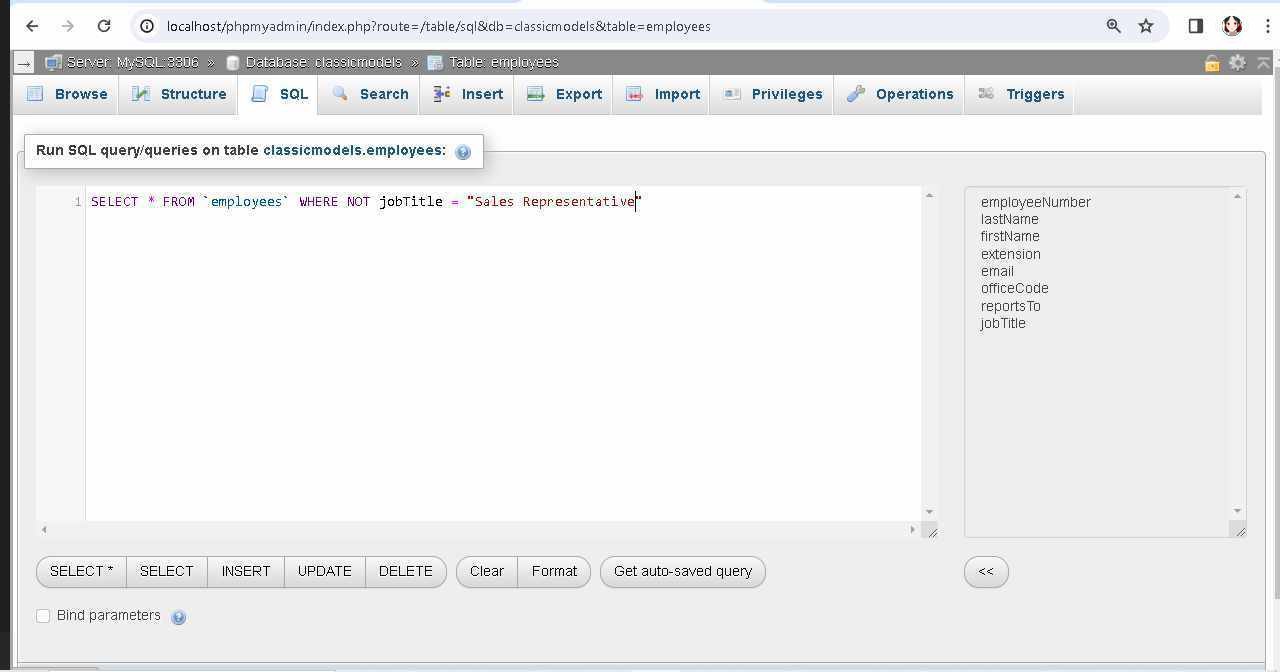 localhost/phpmyadmin/index.php?route=/table/sql&db=classicmodels&table=employees
Server: MySQL:3306 » Database: classicmodels » Table: employees
Browse Structure SQL Search Insert Export Import Privileges Operations Triggers
Run SQL query/queries on table classicmodels.employees:
1 SELECT * FROM `employees` WHERE NOT jobTitle = "Sales Representative"
employeeNumber
lastName
firstName
extension
email
officeCode
reportsTo
jobTitle
SELECT * SELECT INSERT UPDATE DELETE Clear Format Get auto-saved query <<
Bind parameters